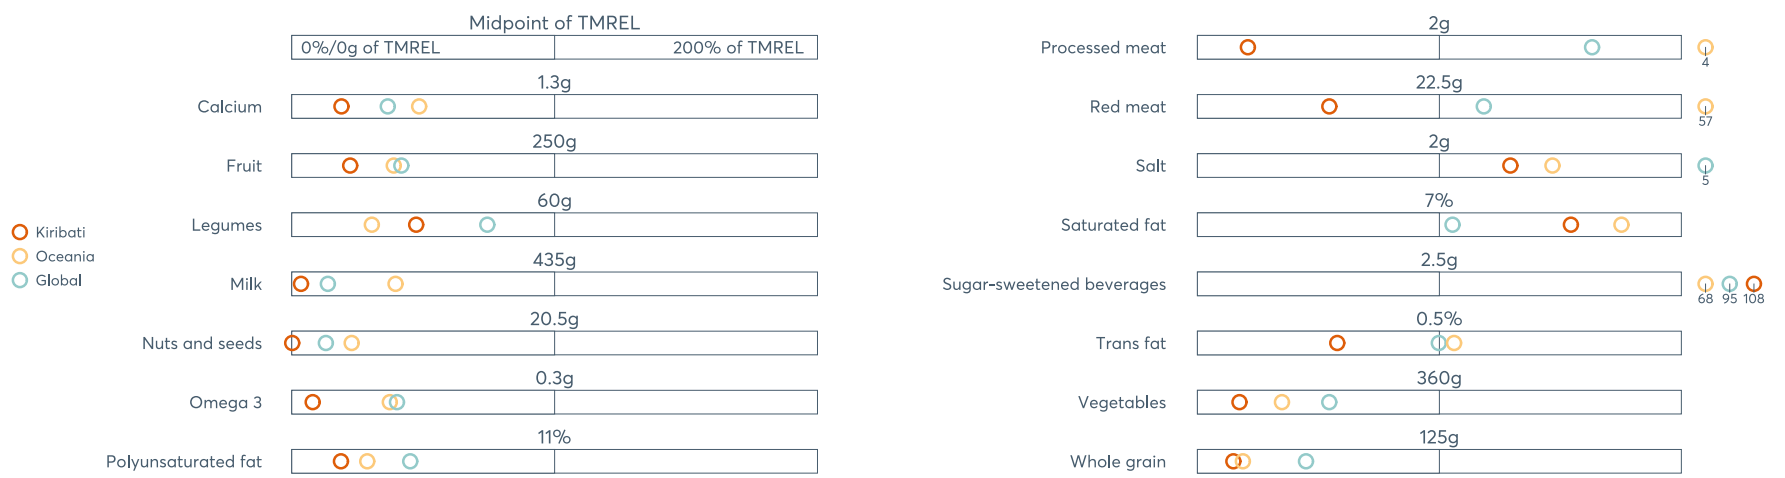 Midpoint of TMREL
0%/0g of TMREL 200% of TMREL
1.3g
Calcium
250g
Fruit
60g
Legumes
435g
Milk
20.5g
Nuts and seeds
0.3g
Omega 3
11%
Polyunsaturated fat
Kiribati
Oceania
Global
2g
Processed meat
4
22.5g
Red meat
57
2g
Salt
5
7%
Saturated fat
2.5g
Sugar-sweetened beverages
68 95 108
0.5%
Trans fat
360g
Vegetables
125g
Whole grain